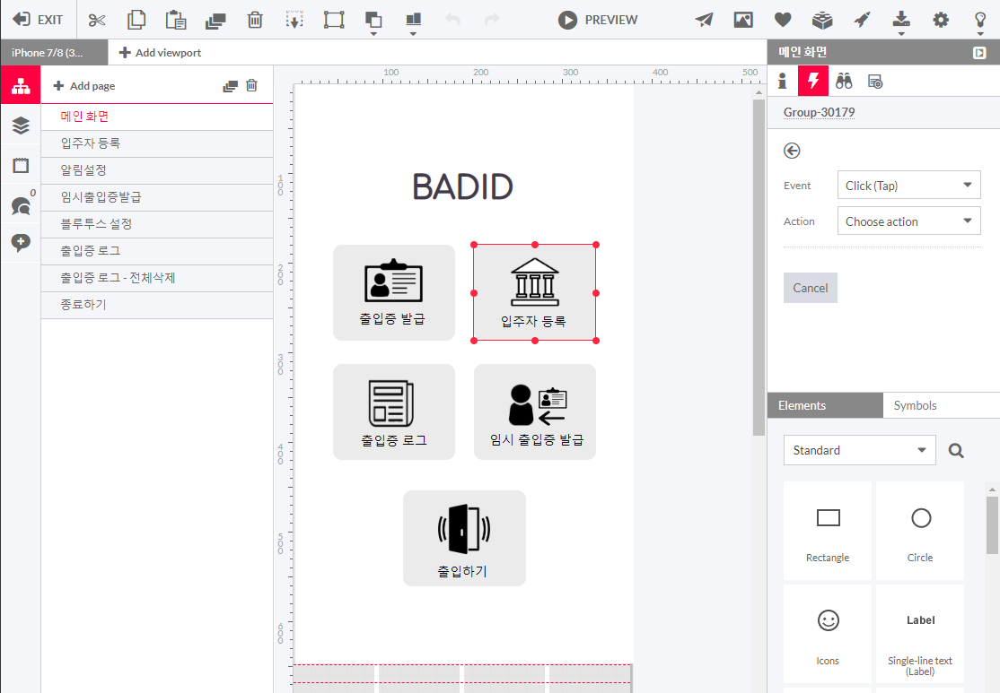 EXIT
PREVIEW
iPhone 7/8 (3...
Add viewport
메인 화면
Add page
메인 화면
입주자 등록
알림설정
임시출입증발급
블루투스 설정
출입증 로그
출입증 로그 - 전체삭제
종료하기
0
100
200
300
400
500
100
200
300
400
500
600
BADID
출입증 발급
입주자 등록
출입증 로그
임시 출입증 발급
출입하기
Group-30179
Event
Click (Tap)
Action
Choose action
Cancel
Elements
Symbols
Standard
Rectangle
Circle
Icons
Label
Single-line text
(Label)